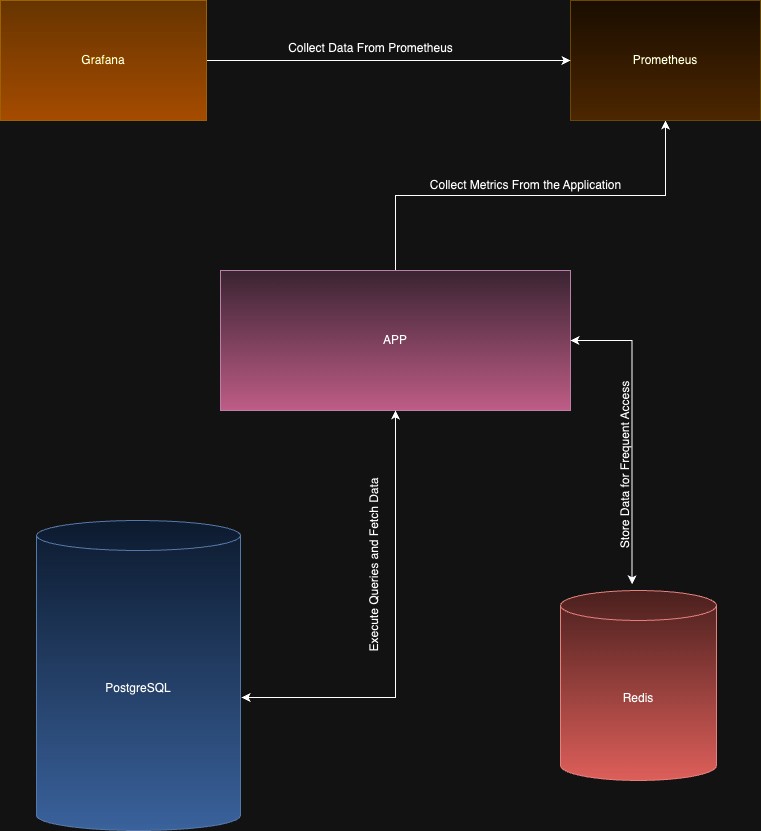 Grafana
Collect Data From Prometheus
Prometheus
Collect Metrics From the Application
APP
Execute Queries and Fetch Data
Store Data for Frequent Access
PostgreSQL
Redis